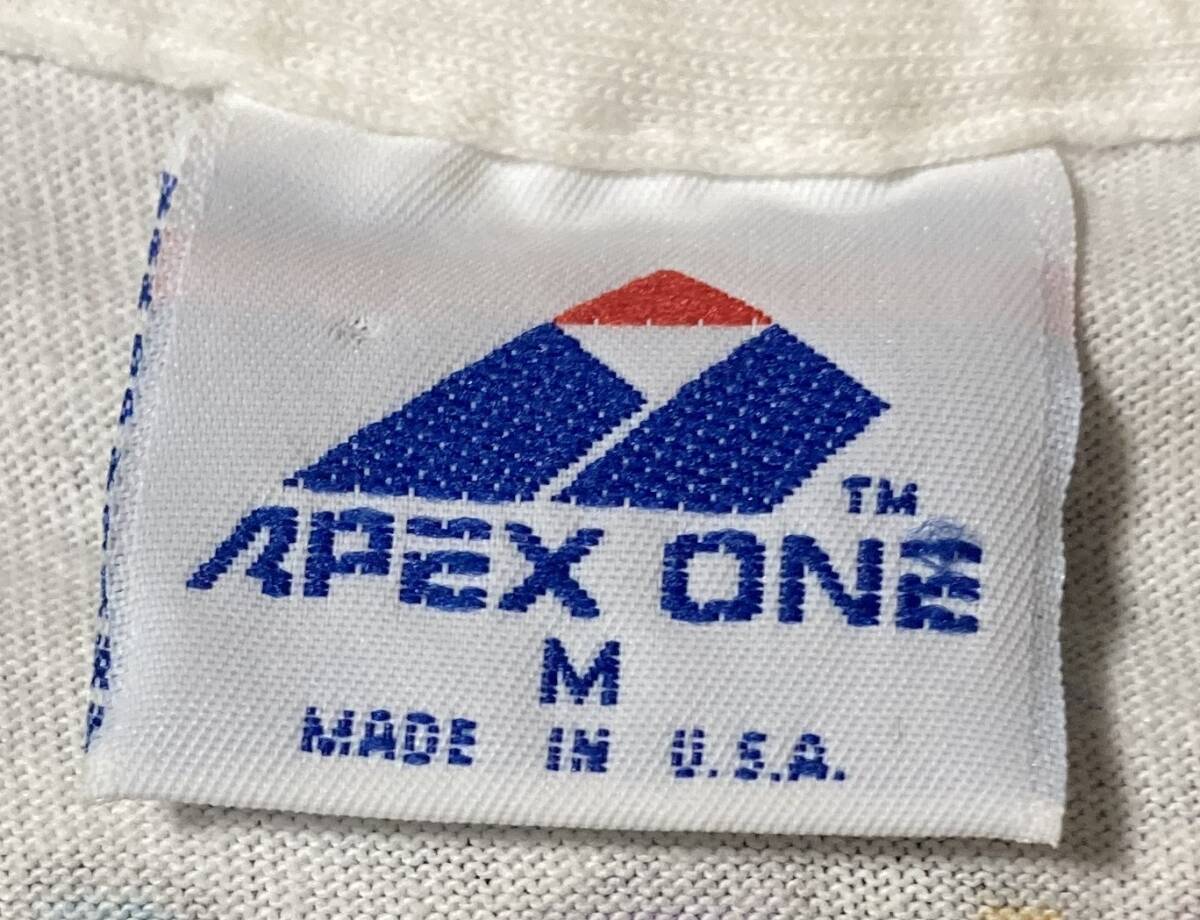 TM
APEX ONE
M
MADE IN U.S.A.